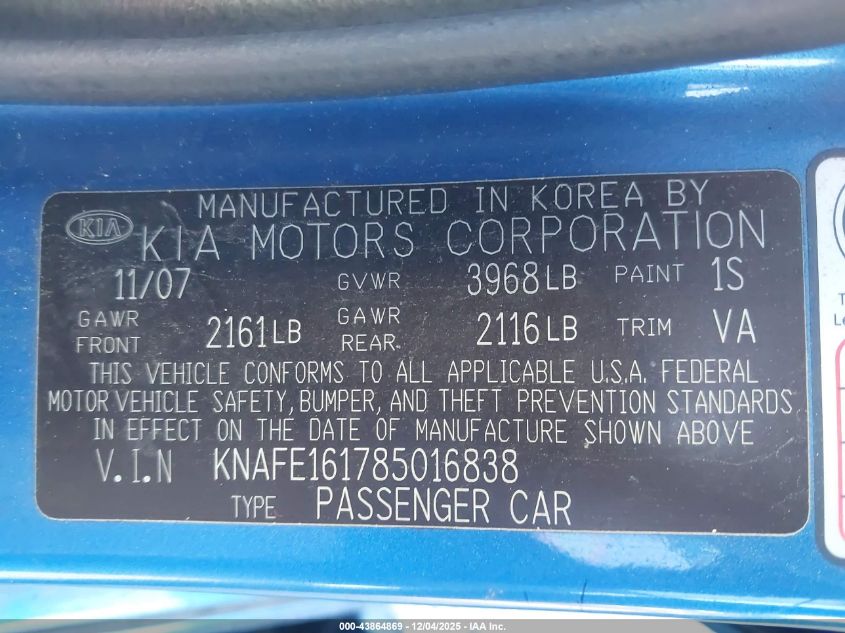 MANUFACTURED IN KOREA BY
KIA KIA MOTORS CORPORATION
11/07 GVWR 3968LB PAINT 1S
GAWR FRONT 2161LB GAWR REAR 2116LB TRIM VA
THIS VEHICLE CONFORMS TO ALL APPLICABLE U.S.A. FEDERAL
MOTOR VEHICLE SAFETY, BUMPER, AND THEFT PREVENTION STANDARDS
IN EFFECT ON THE DATE OF MANUFACTURE SHOWN ABOVE
V.I.N KNAFE161785016838
TYPE PASSENGER CAR
000-43864869 - 12/04/2025 - IAA Inc.